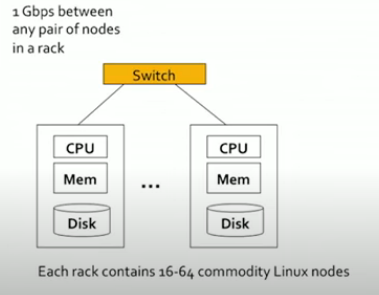 1 Gbps between
any pair of nodes
in a rack
Switch
CPU
Mem
Disk
...
CPU
Mem
Disk
Each rack contains 16-64 commodity Linux nodes